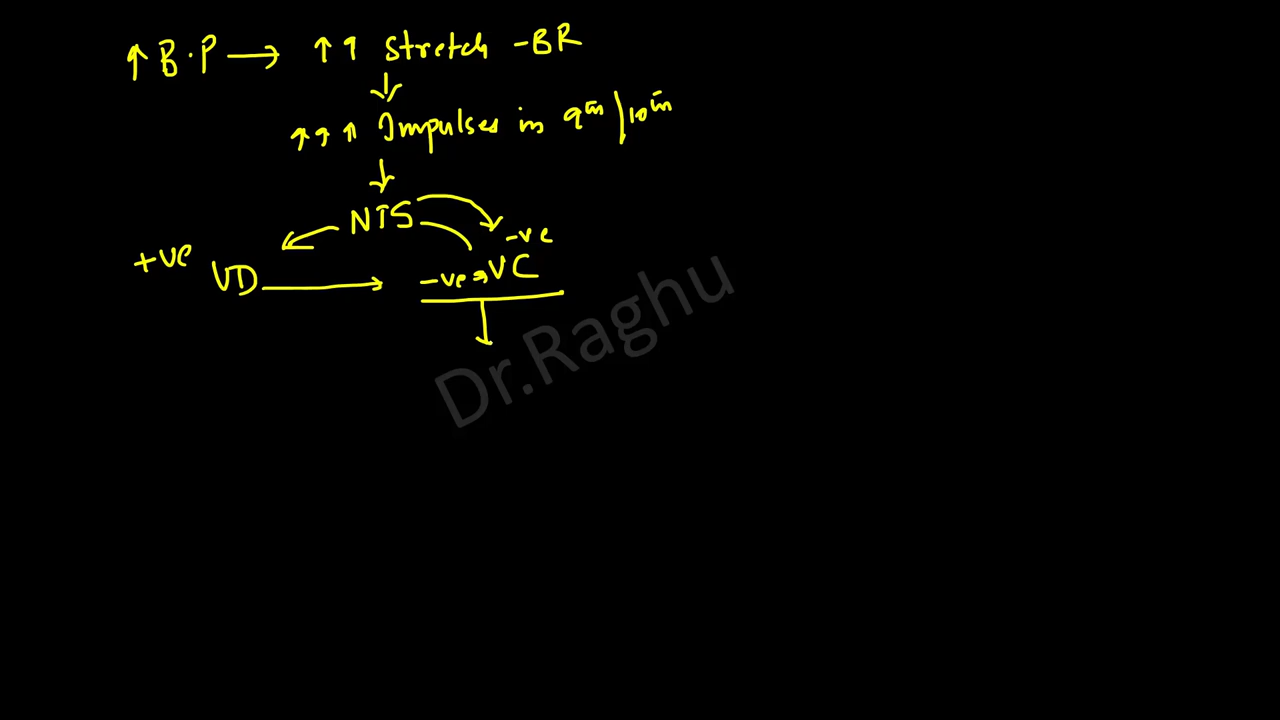 ↑ B.P → ↑↑ Stretch -BR
↓
↑↑↑ Impulses in 9th/10th
↓
NTS
-ve
+ve VD → -ve → VC
↓
Dr.Raghu